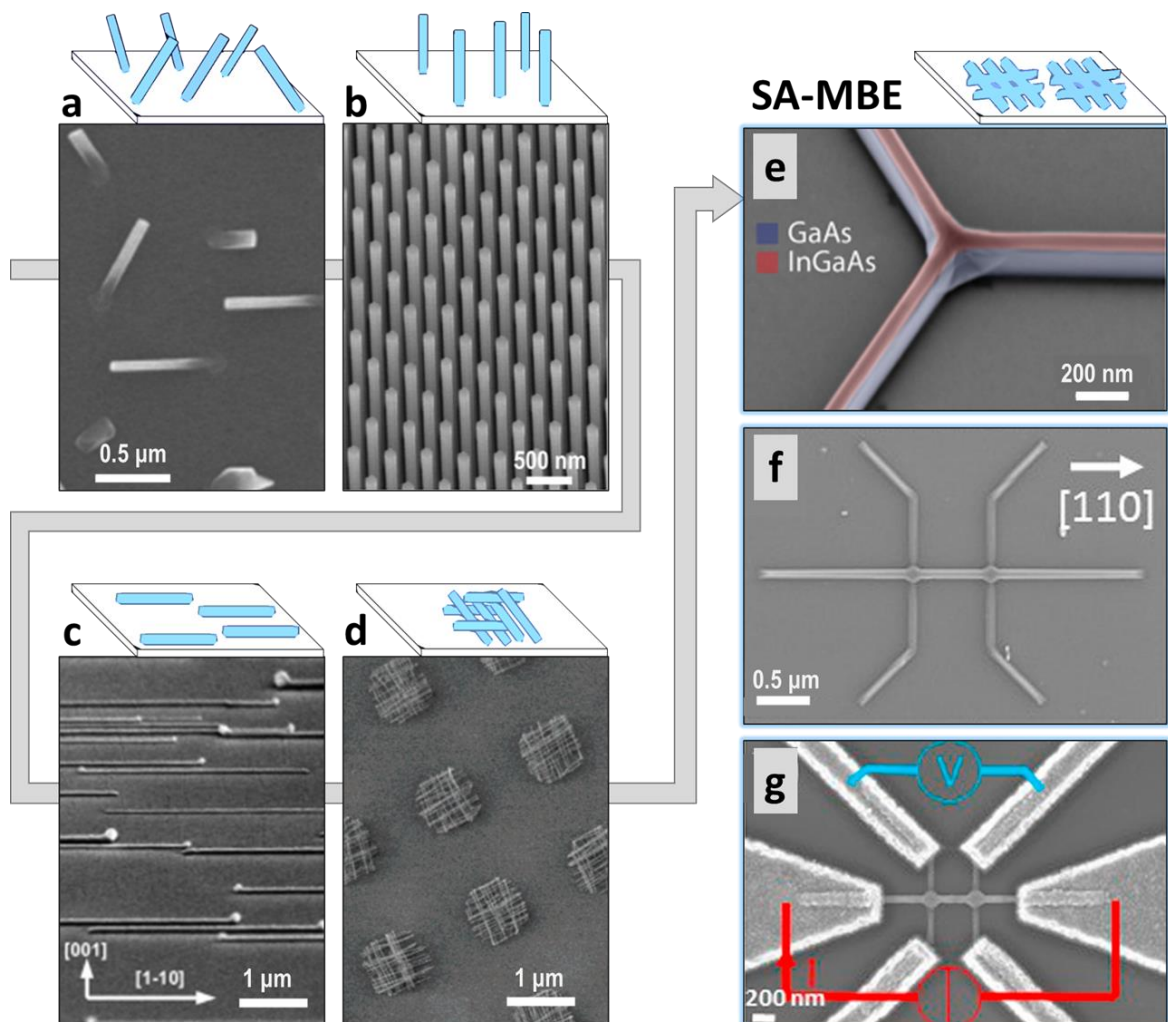 a
b
0.5 µm
500 nm
c
d
[001]
[1-10]
1 µm
1 µm
SA-MBE
e
GaAs
InGaAs
200 nm
f
[110]
0.5 µm
g
V
I
200 nm